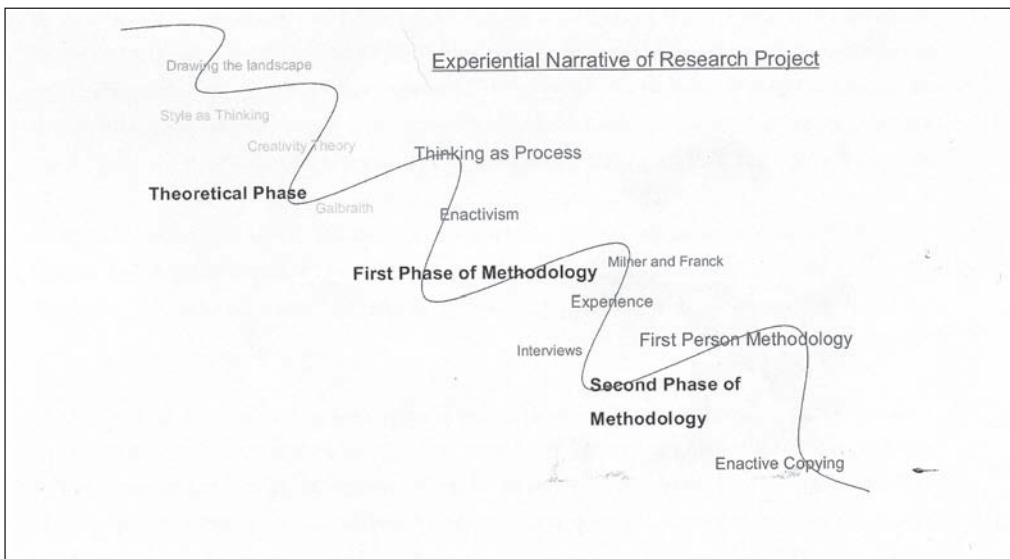 Experiential Narrative of Research Project
Drawing the landscape
Style as Thinking
Creativity Theory
Thinking as Process
Theoretical Phase
Galbraith
Enactivism
Milner and Franck
First Phase of Methodology
Experience
First Person Methodology
Interviews
Second Phase of
Methodology
Enactive Copying